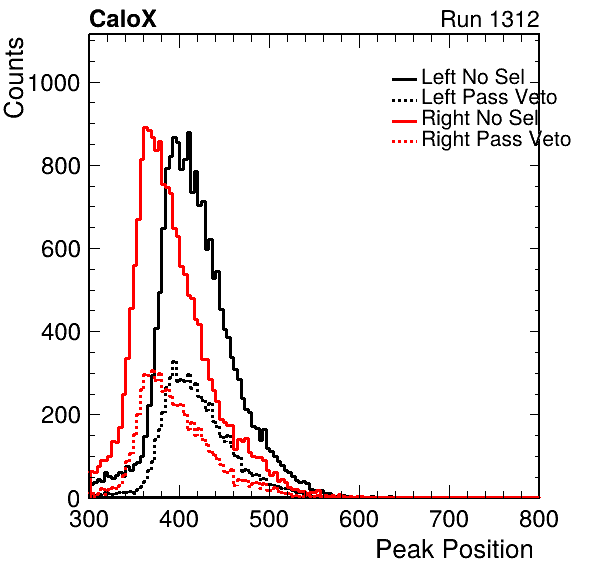 CaloX Run 1312
Counts
1000
800
600
400
200
0
Left No Sel
Left Pass Veto
Right No Sel
Right Pass Veto
300 400 500 600 700 800
Peak Position